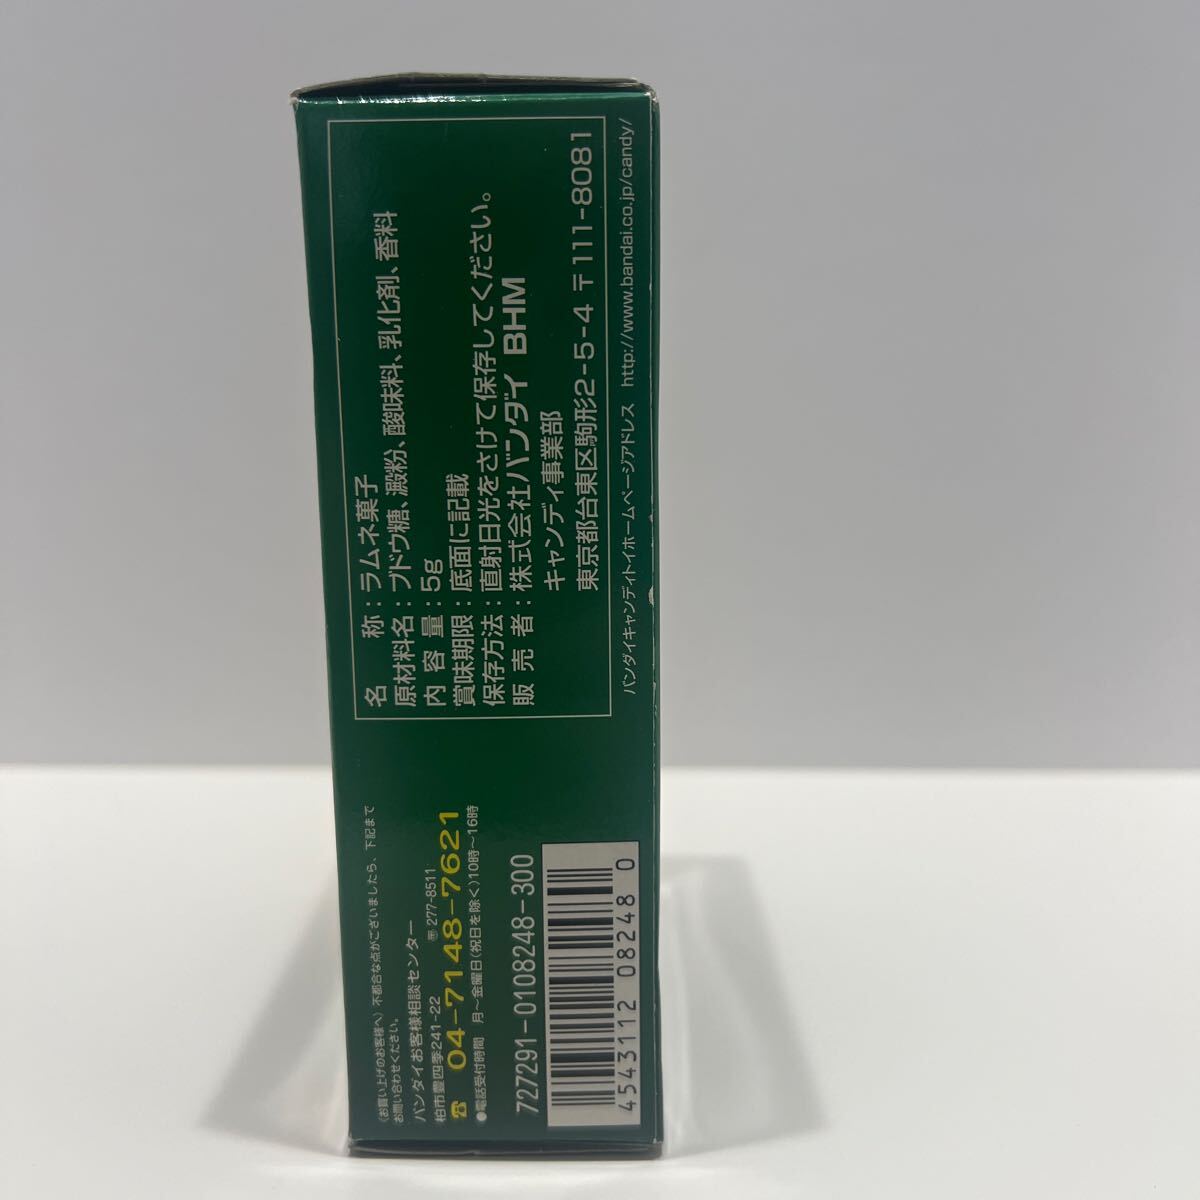 名　　称：ラムネ菓子
原材料名：ブドウ糖、澱粉、酸味料、乳化剤、香料
内 容 量：5g
賞味期限：底面に記載
保存方法：直射日光をさけて保存してください。
販 売 者：株式会社バンダイ BHM
キャンディ事業部
東京都台東区駒形2-5-4 〒111-8081
バンダイキャンディトイホームページアドレス http://www.bandai.co.jp/candy/
〈お買い上げのお客様へ〉不都合な点がございましたら、下記まで
お問い合わせください。
バンダイお客様相談センター
柏市豊四季241-22 〒277-8511
☎ 04-7148-7621
●電話受付時間 月〜金曜日(祝日を除く)10時〜16時
727291-0108248-300
4543112 082480